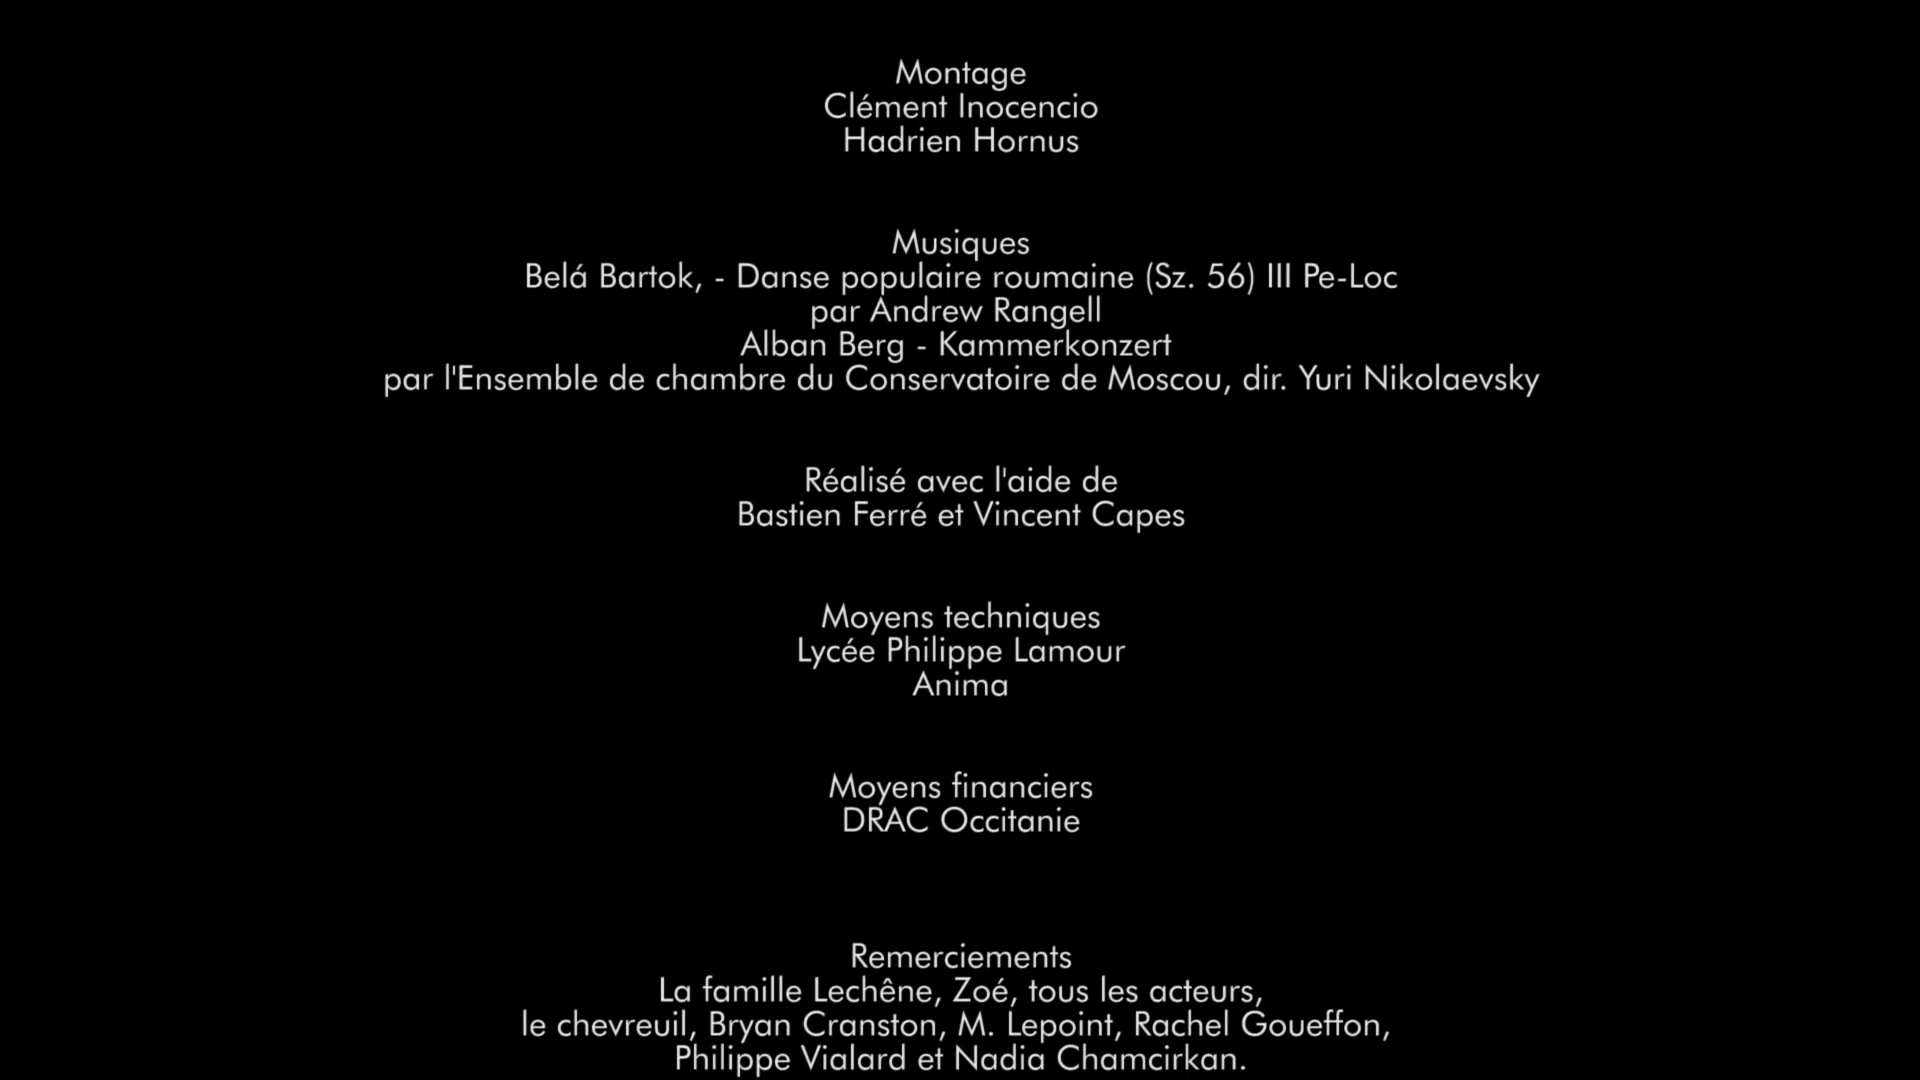 Montage
Clément Inocencio
Hadrien Hornus
Musiques
Belá Bartok, - Danse populaire roumaine (Sz. 56) III Pe-Loc
par Andrew Rangell
Alban Berg - Kammerkonzert
par l'Ensemble de chambre du Conservatoire de Moscou, dir. Yuri Nikolaevsky
Réalisé avec l'aide de
Bastien Ferré et Vincent Capes
Moyens techniques
Lycée Philippe Lamour
Anima
Moyens financiers
DRAC Occitanie
Remerciements
La famille Lechêne, Zoé, tous les acteurs,
le chevreuil, Bryan Cranston, M. Lepoint, Rachel Goueffon,
Philippe Vialard et Nadia Chamcirkan.